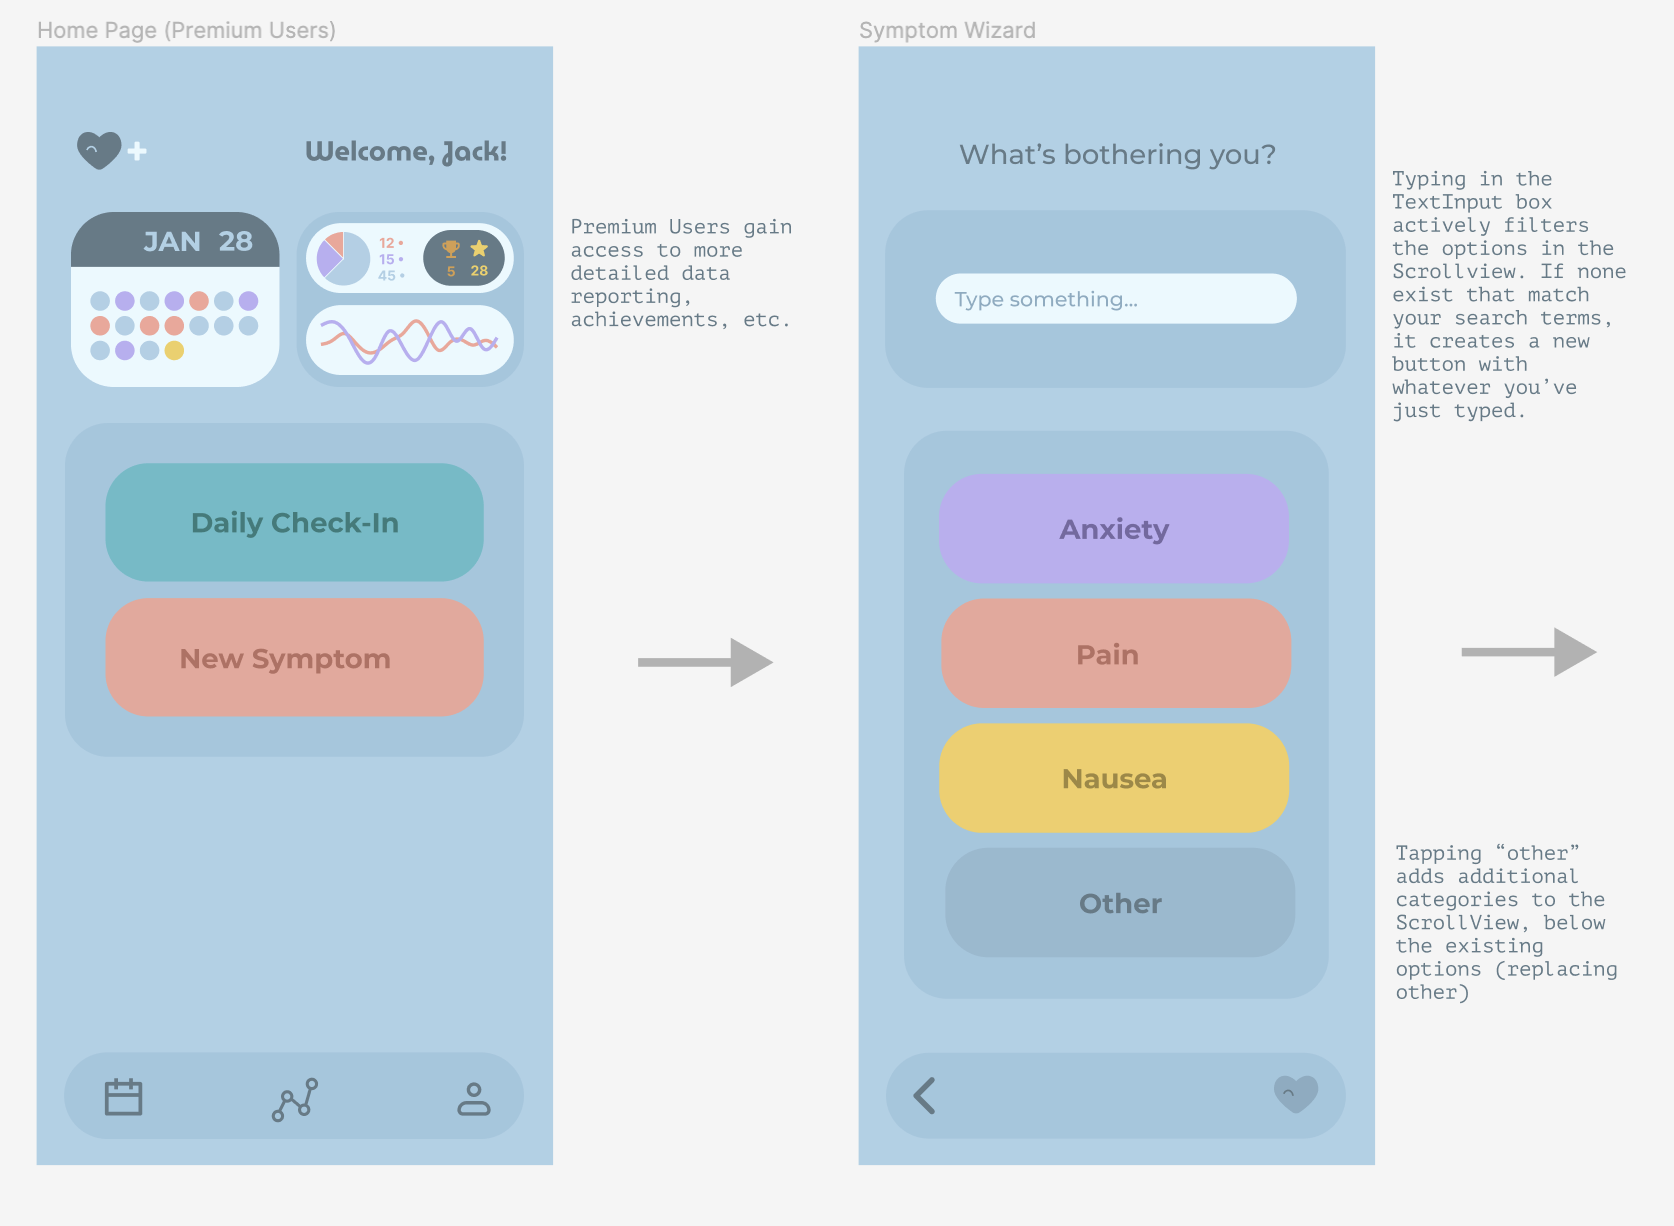 Home Page (Premium Users)
Welcome, Jack!
JAN 28
12
15
45
5
28
Daily Check-In
New Symptom
Premium Users gain
access to more
detailed data
reporting,
achievements, etc.
Symptom Wizard
What’s bothering you?
Type something...
Anxiety
Pain
Nausea
Other
Typing in the
TextInput box
actively filters
the options in the
Scrollview. If none
exist that match
your search terms,
it creates a new
button with
whatever you’ve
just typed.
Tapping “other”
adds additional
categories to the
ScrollView, below
the existing
options (replacing
other)